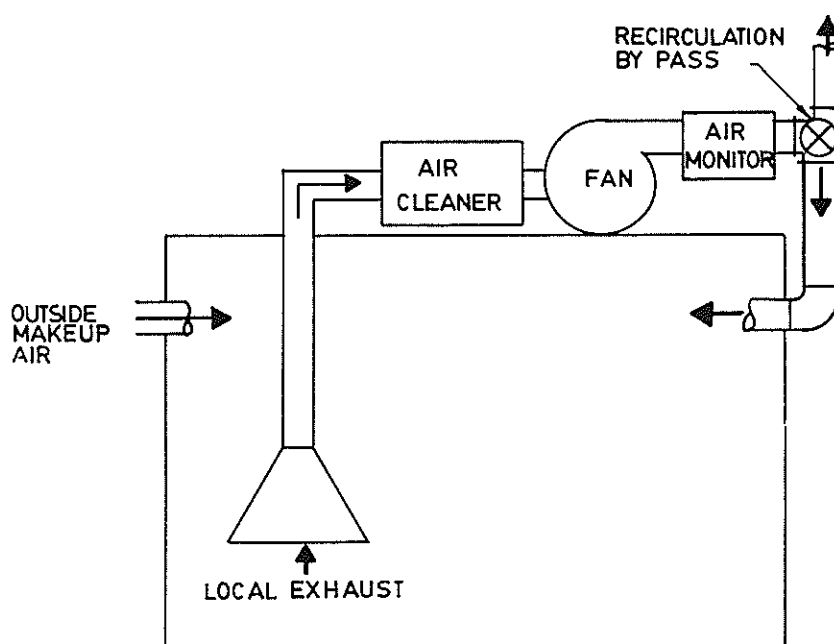 RECIRCULATION
BY PASS
AIR
CLEANER
FAN
AIR
MONITOR
OUTSIDE
MAKEUP
AIR
LOCAL EXHAUST